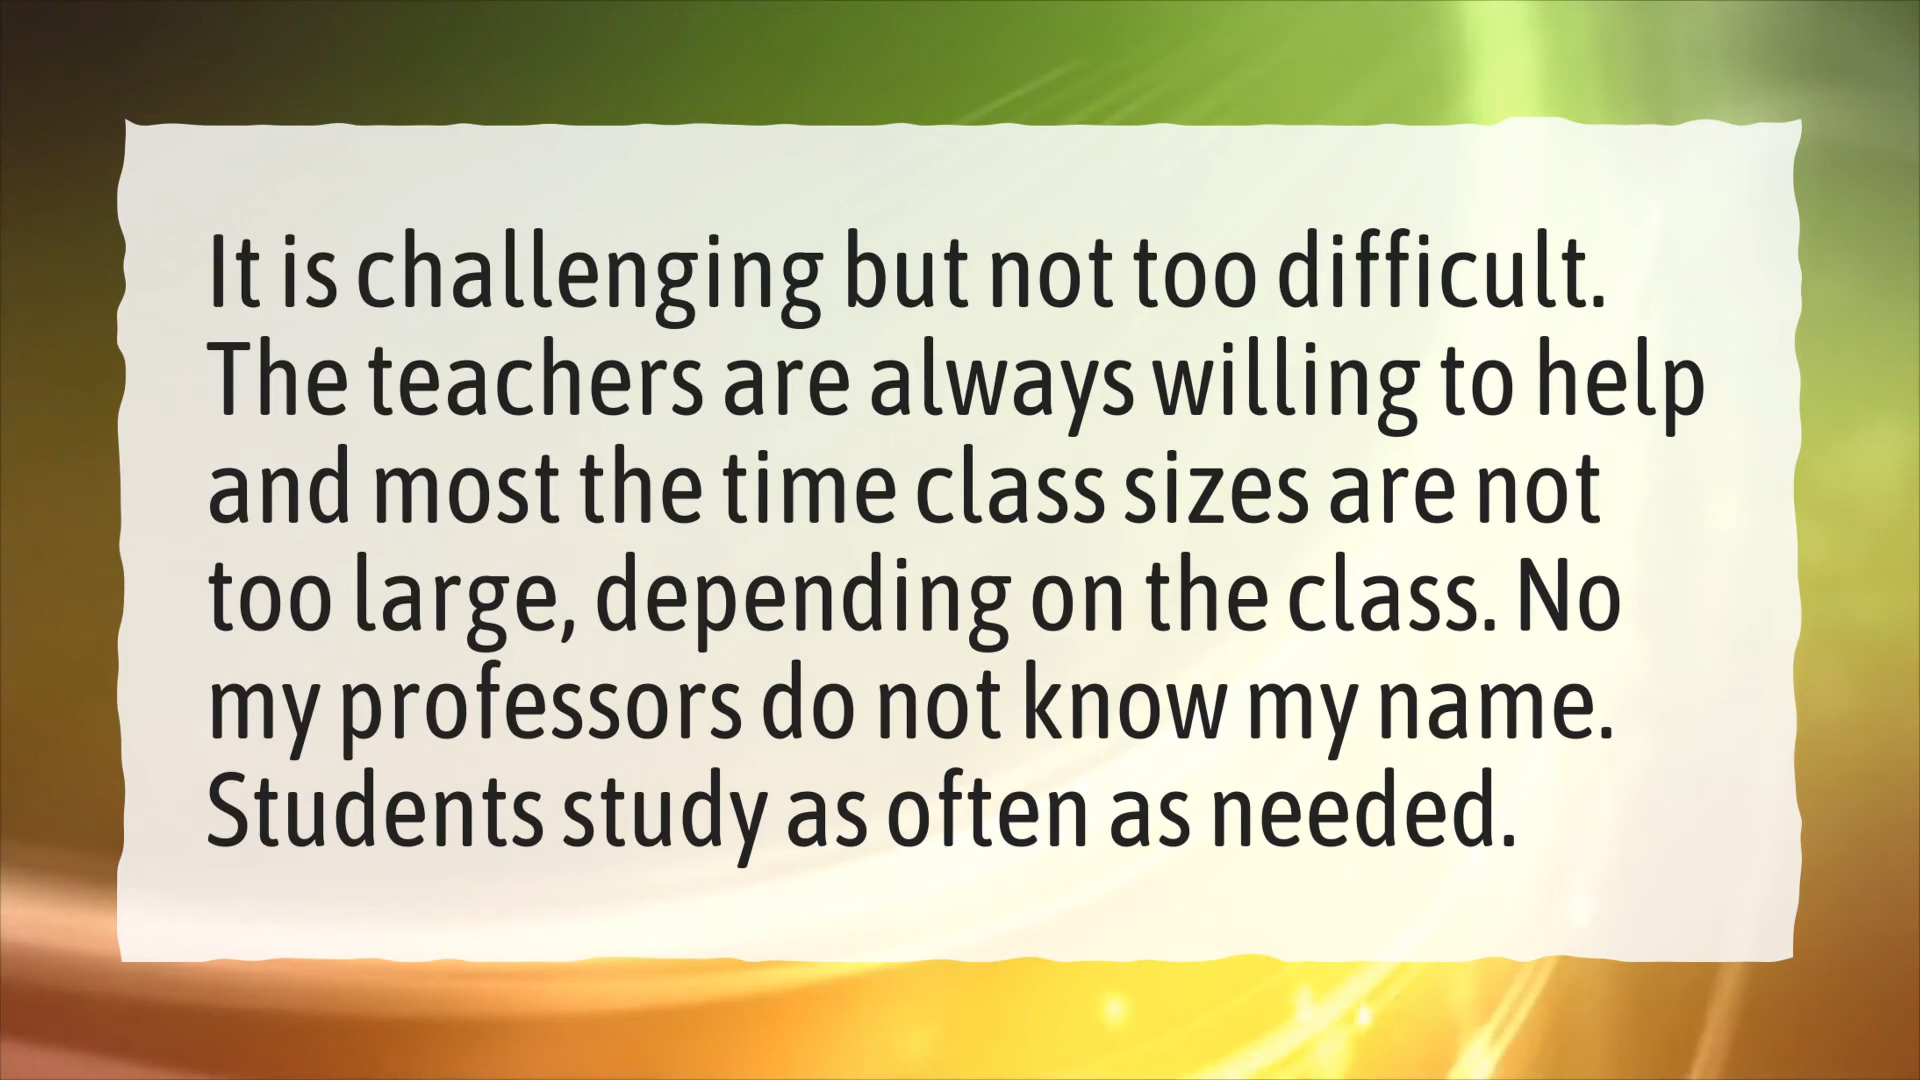 It is challenging but not too difficult.
The teachers are always willing to help
and most the time class sizes are not
too large, depending on the class. No
my professors do not know my name.
Students study as often as needed.